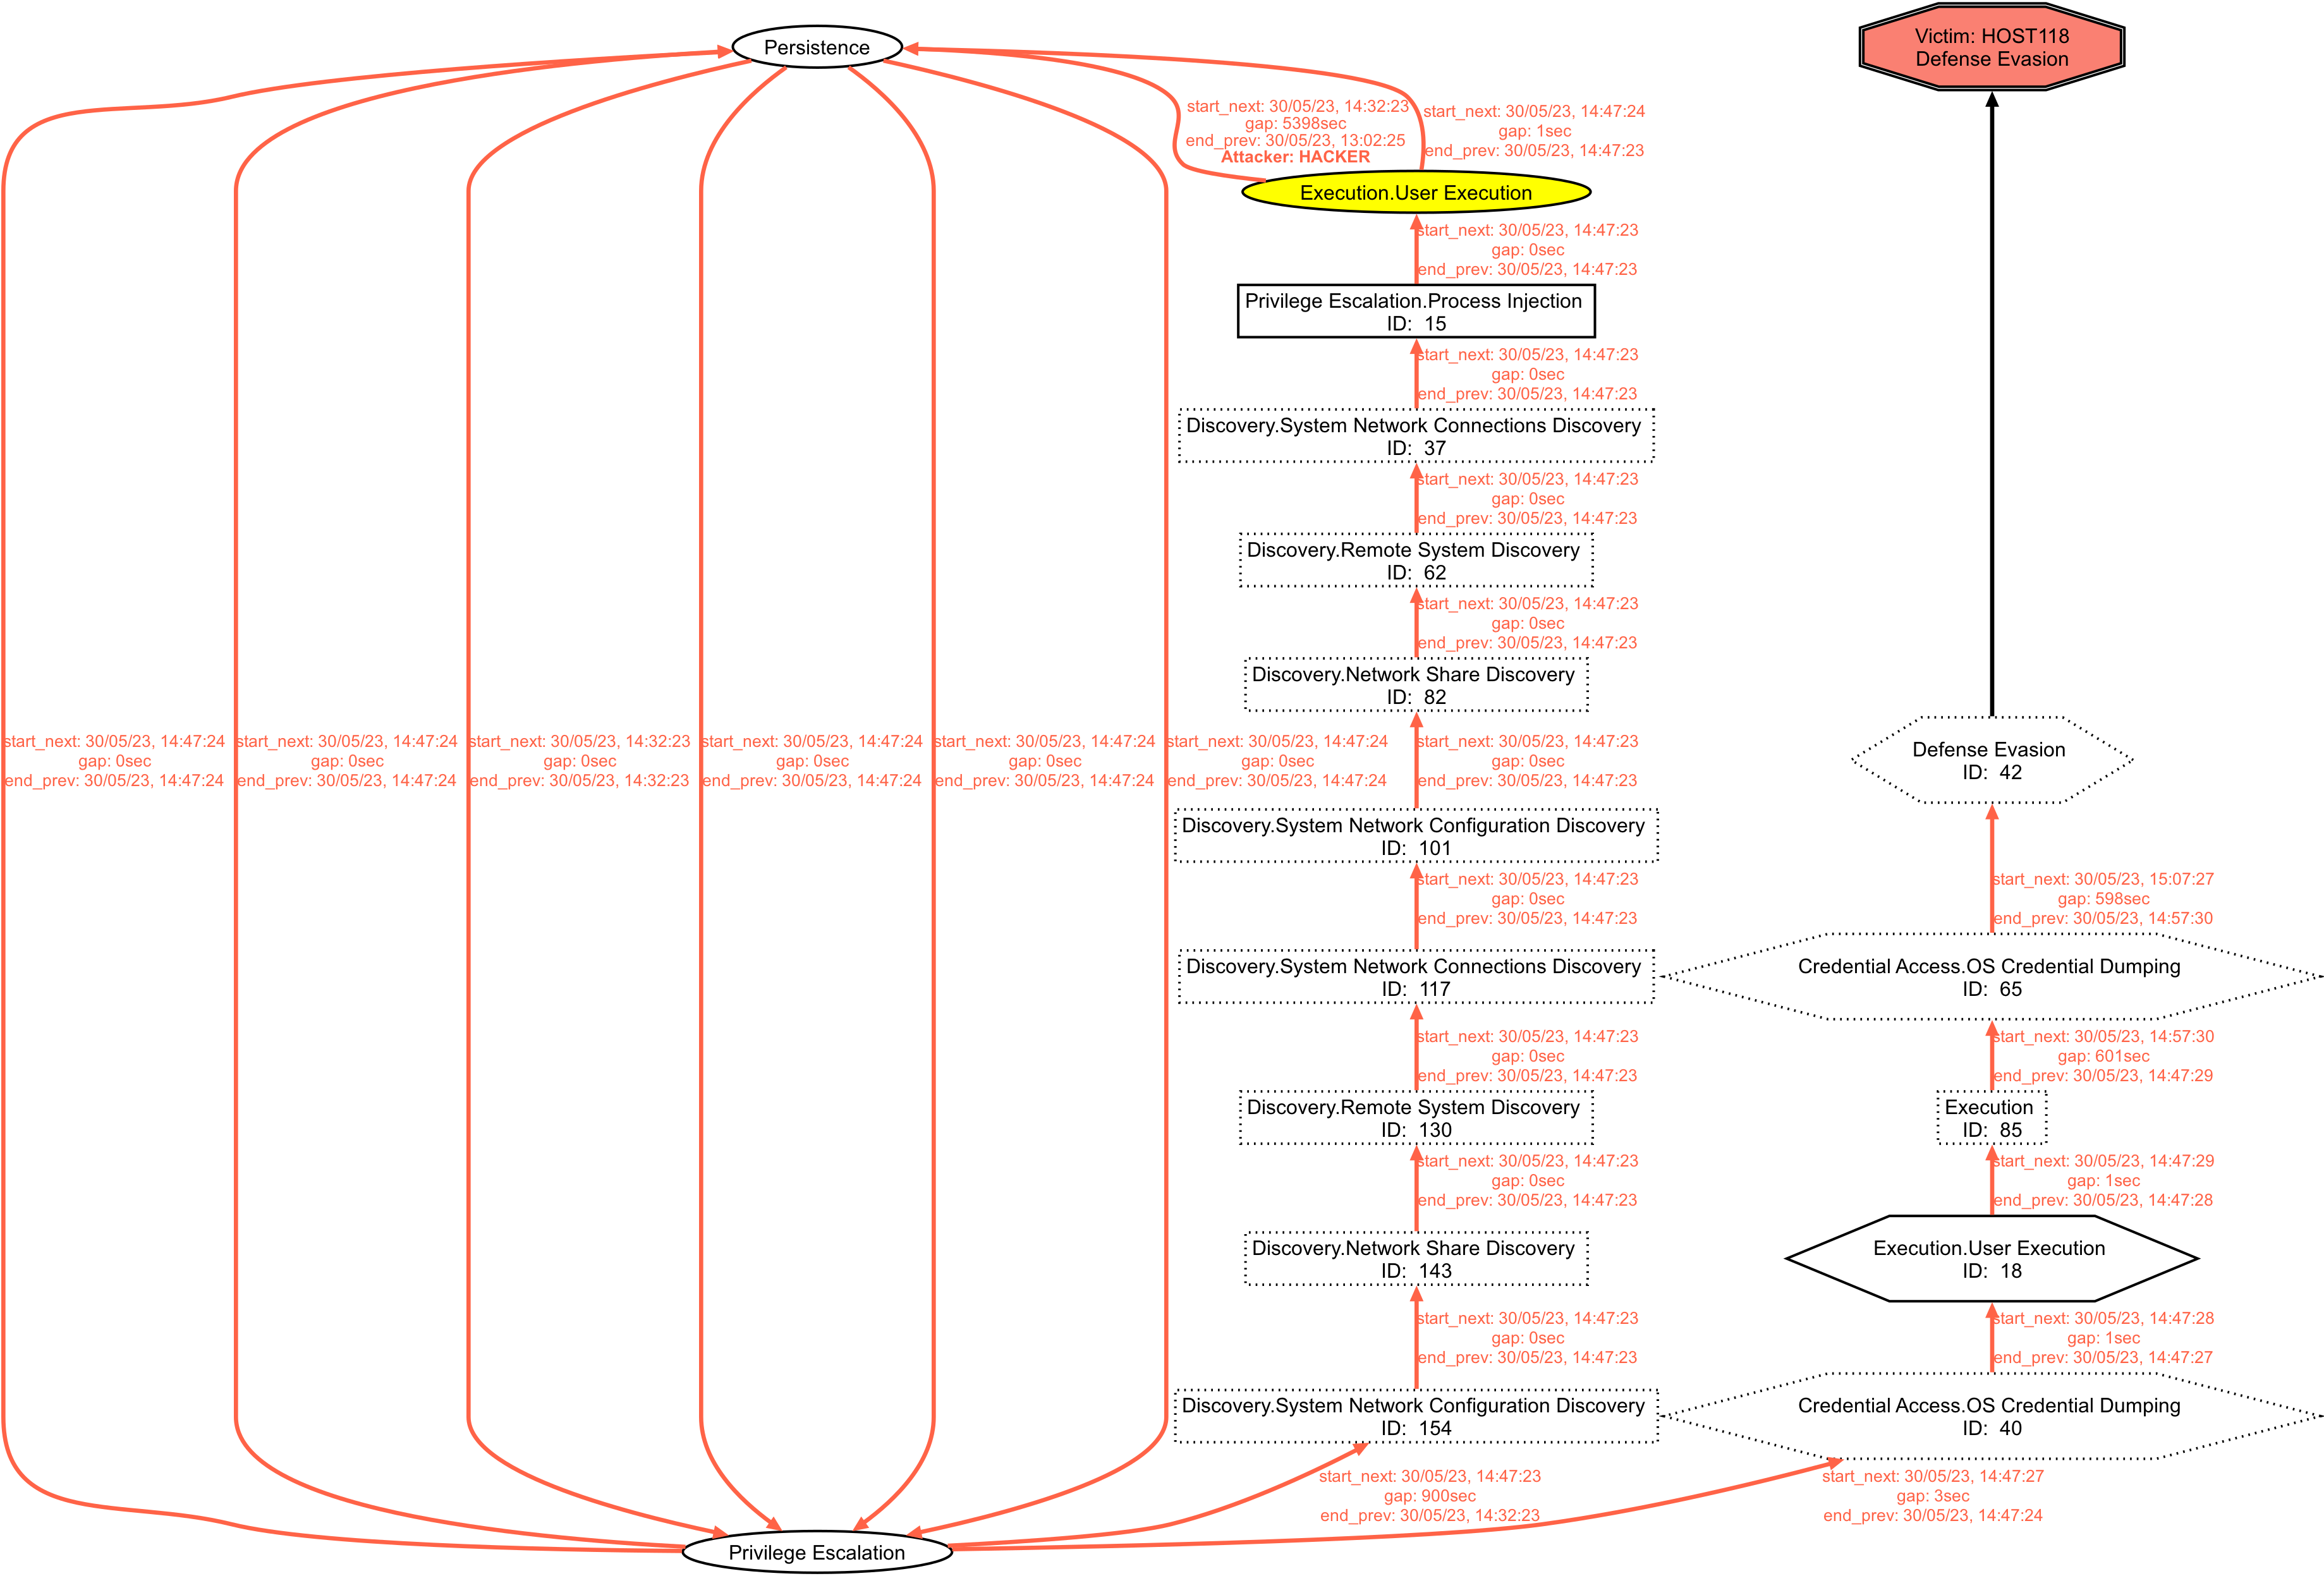 Persistence
Victim: HOST118
Defense Evasion
start_next: 30/05/23, 14:32:23
gap: 5398sec
end_prev: 30/05/23, 13:02:25
Attacker: HACKER
start_next: 30/05/23, 14:47:24
gap: 1sec
end_prev: 30/05/23, 14:47:23
Execution.User Execution
start_next: 30/05/23, 14:47:23
gap: 0sec
end_prev: 30/05/23, 14:47:23
Privilege Escalation.Process Injection
ID: 15
start_next: 30/05/23, 14:47:23
gap: 0sec
end_prev: 30/05/23, 14:47:23
Discovery.System Network Connections Discovery
ID: 37
start_next: 30/05/23, 14:47:23
gap: 0sec
end_prev: 30/05/23, 14:47:23
Discovery.Remote System Discovery
ID: 62
start_next: 30/05/23, 14:47:23
gap: 0sec
end_prev: 30/05/23, 14:47:23
Discovery.Network Share Discovery
ID: 82
start_next: 30/05/23, 14:47:24
gap: 0sec
end_prev: 30/05/23, 14:47:24
start_next: 30/05/23, 14:47:24
gap: 0sec
end_prev: 30/05/23, 14:47:24
start_next: 30/05/23, 14:32:23
gap: 0sec
end_prev: 30/05/23, 14:32:23
start_next: 30/05/23, 14:47:24
gap: 0sec
end_prev: 30/05/23, 14:47:24
start_next: 30/05/23, 14:47:24
gap: 0sec
end_prev: 30/05/23, 14:47:24
start_next: 30/05/23, 14:47:24
gap: 0sec
end_prev: 30/05/23, 14:47:24
start_next: 30/05/23, 14:47:23
gap: 0sec
end_prev: 30/05/23, 14:47:23
Defense Evasion
ID: 42
Discovery.System Network Configuration Discovery
ID: 101
start_next: 30/05/23, 14:47:23
gap: 0sec
end_prev: 30/05/23, 14:47:23
start_next: 30/05/23, 15:07:27
gap: 598sec
end_prev: 30/05/23, 14:57:30
Discovery.System Network Connections Discovery
ID: 117
Credential Access.OS Credential Dumping
ID: 65
start_next: 30/05/23, 14:47:23
gap: 0sec
end_prev: 30/05/23, 14:47:23
start_next: 30/05/23, 14:57:30
gap: 601sec
end_prev: 30/05/23, 14:47:29
Discovery.Remote System Discovery
ID: 130
Execution
ID: 85
start_next: 30/05/23, 14:47:23
gap: 0sec
end_prev: 30/05/23, 14:47:23
start_next: 30/05/23, 14:47:29
gap: 1sec
end_prev: 30/05/23, 14:47:28
Discovery.Network Share Discovery
ID: 143
Execution.User Execution
ID: 18
start_next: 30/05/23, 14:47:23
gap: 0sec
end_prev: 30/05/23, 14:47:23
start_next: 30/05/23, 14:47:28
gap: 1sec
end_prev: 30/05/23, 14:47:27
Discovery.System Network Configuration Discovery
ID: 154
Credential Access.OS Credential Dumping
ID: 40
start_next: 30/05/23, 14:47:23
gap: 900sec
end_prev: 30/05/23, 14:32:23
start_next: 30/05/23, 14:47:27
gap: 3sec
end_prev: 30/05/23, 14:47:24
Privilege Escalation